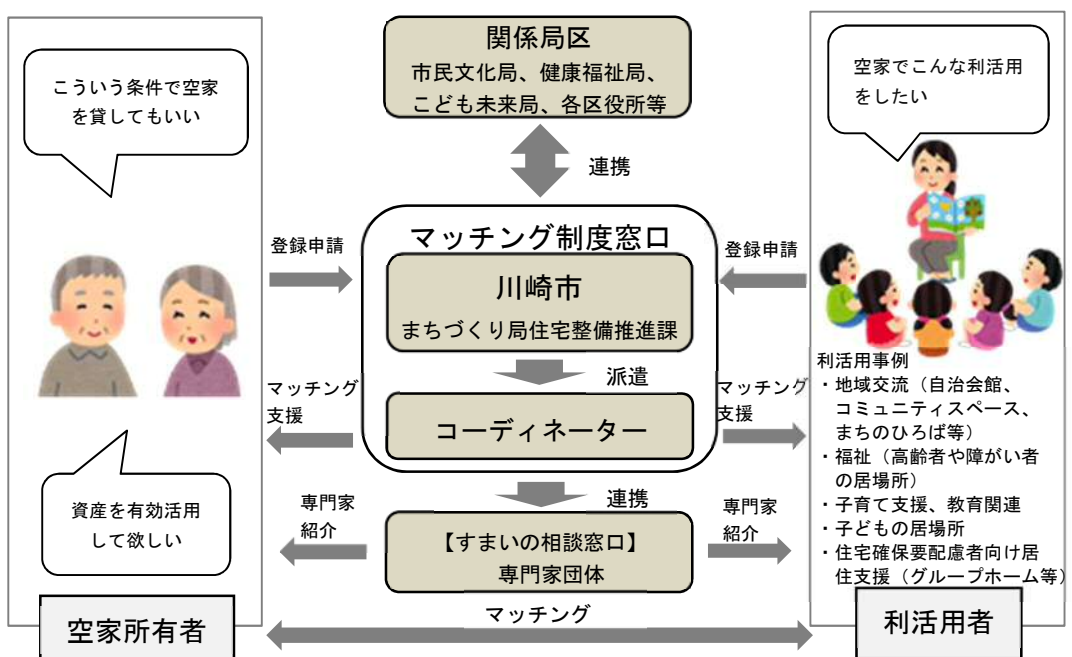 関係局区
市民文化局、健康福祉局、
こども未来局、各区役所等
こういう条件で空家
を貸してもいい
空家でこんな利活用
をしたい
連携
マッチング制度窓口
登録申請
登録申請
川崎市
まちづくり局住宅整備推進課
派遣
マッチング
支援
マッチング
支援
コーディネーター
利活用事例
・地域交流（自治会館、
コミュニティスペース、
まちのひろば等）
・福祉（高齢者や障がい者
の居場所）
・子育て支援、教育関連
・子どもの居場所
・住宅確保要配慮者向け居
住支援（グループホーム等）
連携
資産を有効活用
して欲しい
専門家
紹介
専門家
紹介
【すまいの相談窓口】
専門家団体
マッチング
空家所有者
利活用者